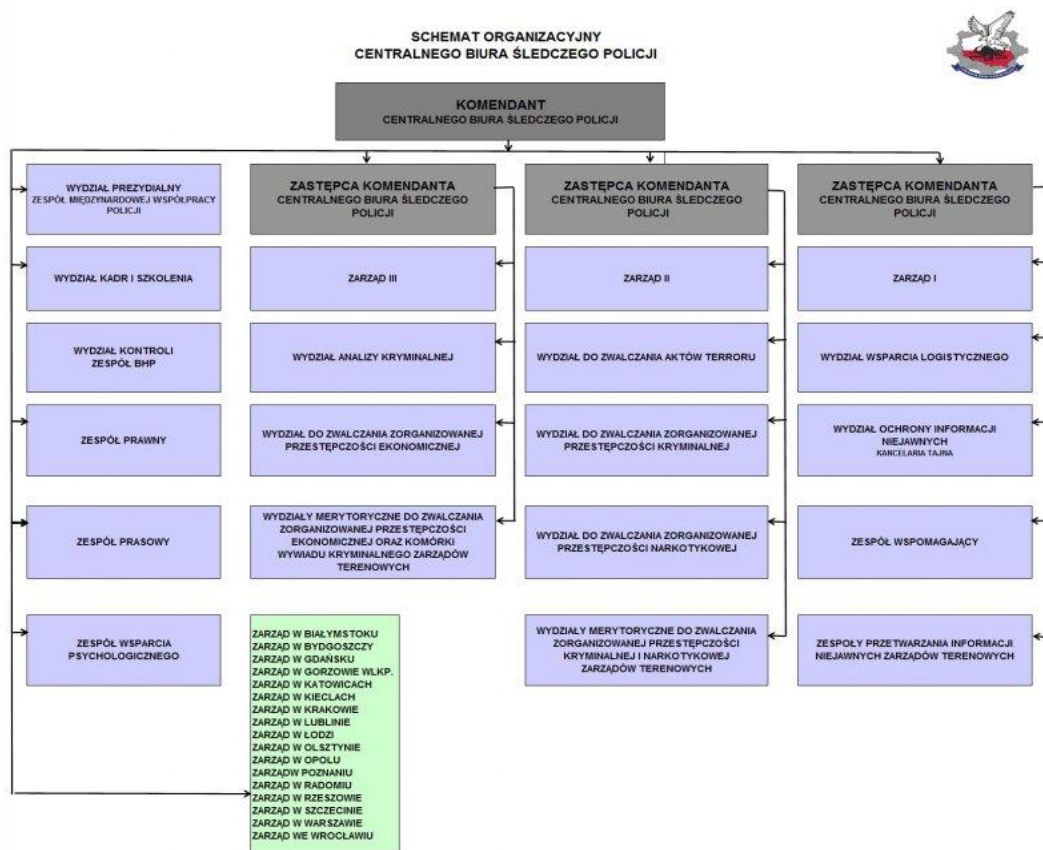 SCHEMAT ORGANIZACYJNY
CENTRALNEGO BIURA ŚLEDCZEGO POLICJI
KOMENDANT
CENTRALNEGO BIURA ŚLEDCZEGO POLICJI
WYDZIAŁ PREZYDIALNY
ZESPÓŁ MIĘDZYNARDOWEJ WSPÓŁPRACY
POLICJI
ZASTĘPCA KOMENDANTA
CENTRALNEGO BIURA ŚLEDCZEGO
POLICJI
ZASTĘPCA KOMENDANTA
CENTRALNEGO BIURA ŚLEDCZEGO
POLICJI
ZASTĘPCA KOMENDANTA
CENTRALNEGO BIURA ŚLEDCZEGO
POLICJI
WYDZIAŁ KADR I SZKOLENIA
ZARZĄD III
ZARZĄD II
ZARZĄD I
WYDZIAŁ KONTROLI
ZESPÓŁ BHP
WYDZIAŁ ANALIZY KRYMINALNEJ
WYDZIAŁ DO ZWALCZANIA AKTÓW TERRORU
WYDZIAŁ WSPARCIA LOGISTYCZNEGO
ZESPÓŁ PRAWNY
WYDZIAŁ DO ZWALCZANIA ZORGANIZOWANEJ
PRZESTĘPCZOŚCI EKONOMICZNEJ
WYDZIAŁ DO ZWALCZANIA ZORGANIZOWANEJ
PRZESTĘPCZOŚCI KRYMINALNEJ
WYDZIAŁ OCHRONY INFORMACJI
NIEJAWNYCH
KANCELARIA TAJNA
ZESPÓŁ PRASOWY
WYDZIAŁY MERYTORYCZNE DO ZWALCZANIA
ZORGANIZOWANEJ PRZESTĘPCZOŚCI
EKONOMICZNEJ ORAZ KOMÓRKI
WYWIADU KRYMINALNEGO ZARZĄDÓW
TERENOWYCH
WYDZIAŁ DO ZWALCZANIA ZORGANIZOWANEJ
PRZESTĘPCZOŚCI NARKOTYKOWEJ
ZESPÓŁ WSPOMAGAJĄCY
ZESPÓŁ WSPARCIA
PSYCHOLOGICZNEGO
ZARZĄD W BIAŁYMSTOKU
ZARZĄD W BYDGOSZCZY
ZARZĄD W GDAŃSKU
ZARZĄD W GORZOWIE WLKP.
ZARZĄD W KATOWICACH
ZARZĄD W KIECLACH
ZARZĄD W KRAKOWIE
ZARZĄD W LUBLINIE
ZARZĄD W ŁODZI
ZARZĄD W OLSZTYNIE
ZARZĄD W OPOLU
ZARZĄDW POZNANIU
ZARZĄD W RADOMIU
ZARZĄD W RZESZOWIE
ZARZĄD W SZCZECINIE
ZARZĄD W WARSZAWIE
ZARZĄD WE WROCŁAWIU
WYDZIAŁY MERYTORYCZNE DO ZWALCZANIA
ZORGANIZOWANEJ PRZESTĘPCZOŚCI
KRYMINALNEJ I NARKOTYKOWEJ
ZARZĄDÓW TERENOWYCH
ZESPOŁY PRZETWARZANIA INFORMACJI
NIEJAWNYCH ZARZĄDÓW TERENOWYCH